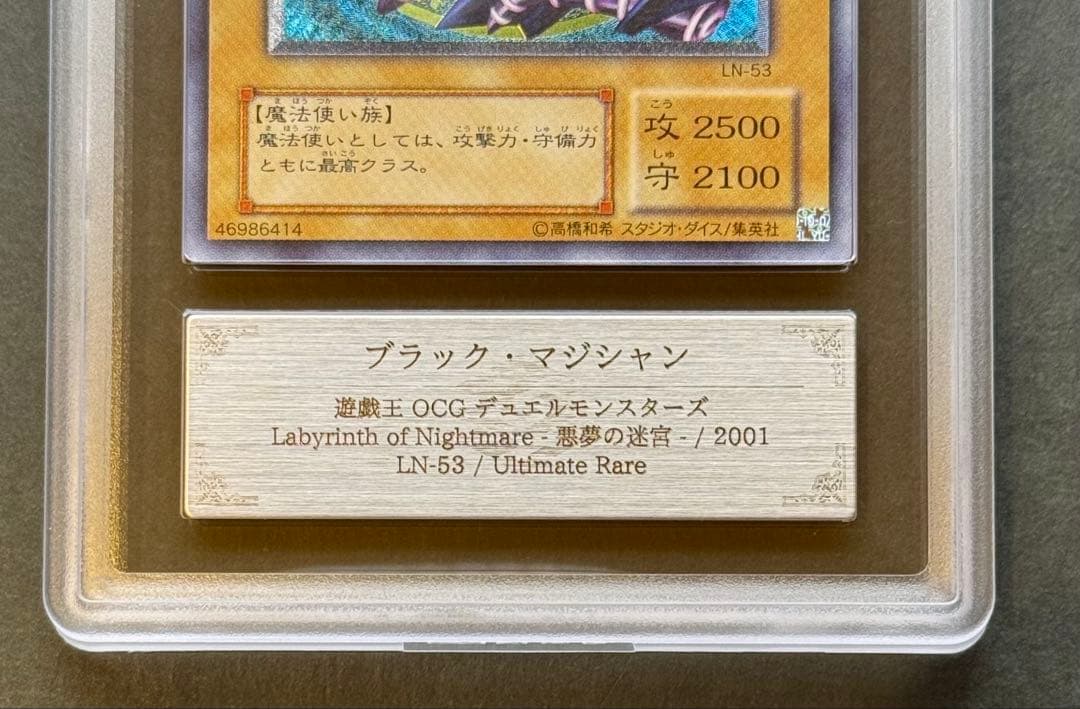 LN-53
【魔法使い族】
魔法使いとしては、攻撃力・守備力
ともに最高クラス。
攻 2500
守 2100
46986414
©高橋和希 スタジオ・ダイス/集英社
ブラック・マジシャン
遊戯王 OCG デュエルモンスターズ
Labyrinth of Nightmare - 悪夢の迷宮 - / 2001
LN-53 / Ultimate Rare